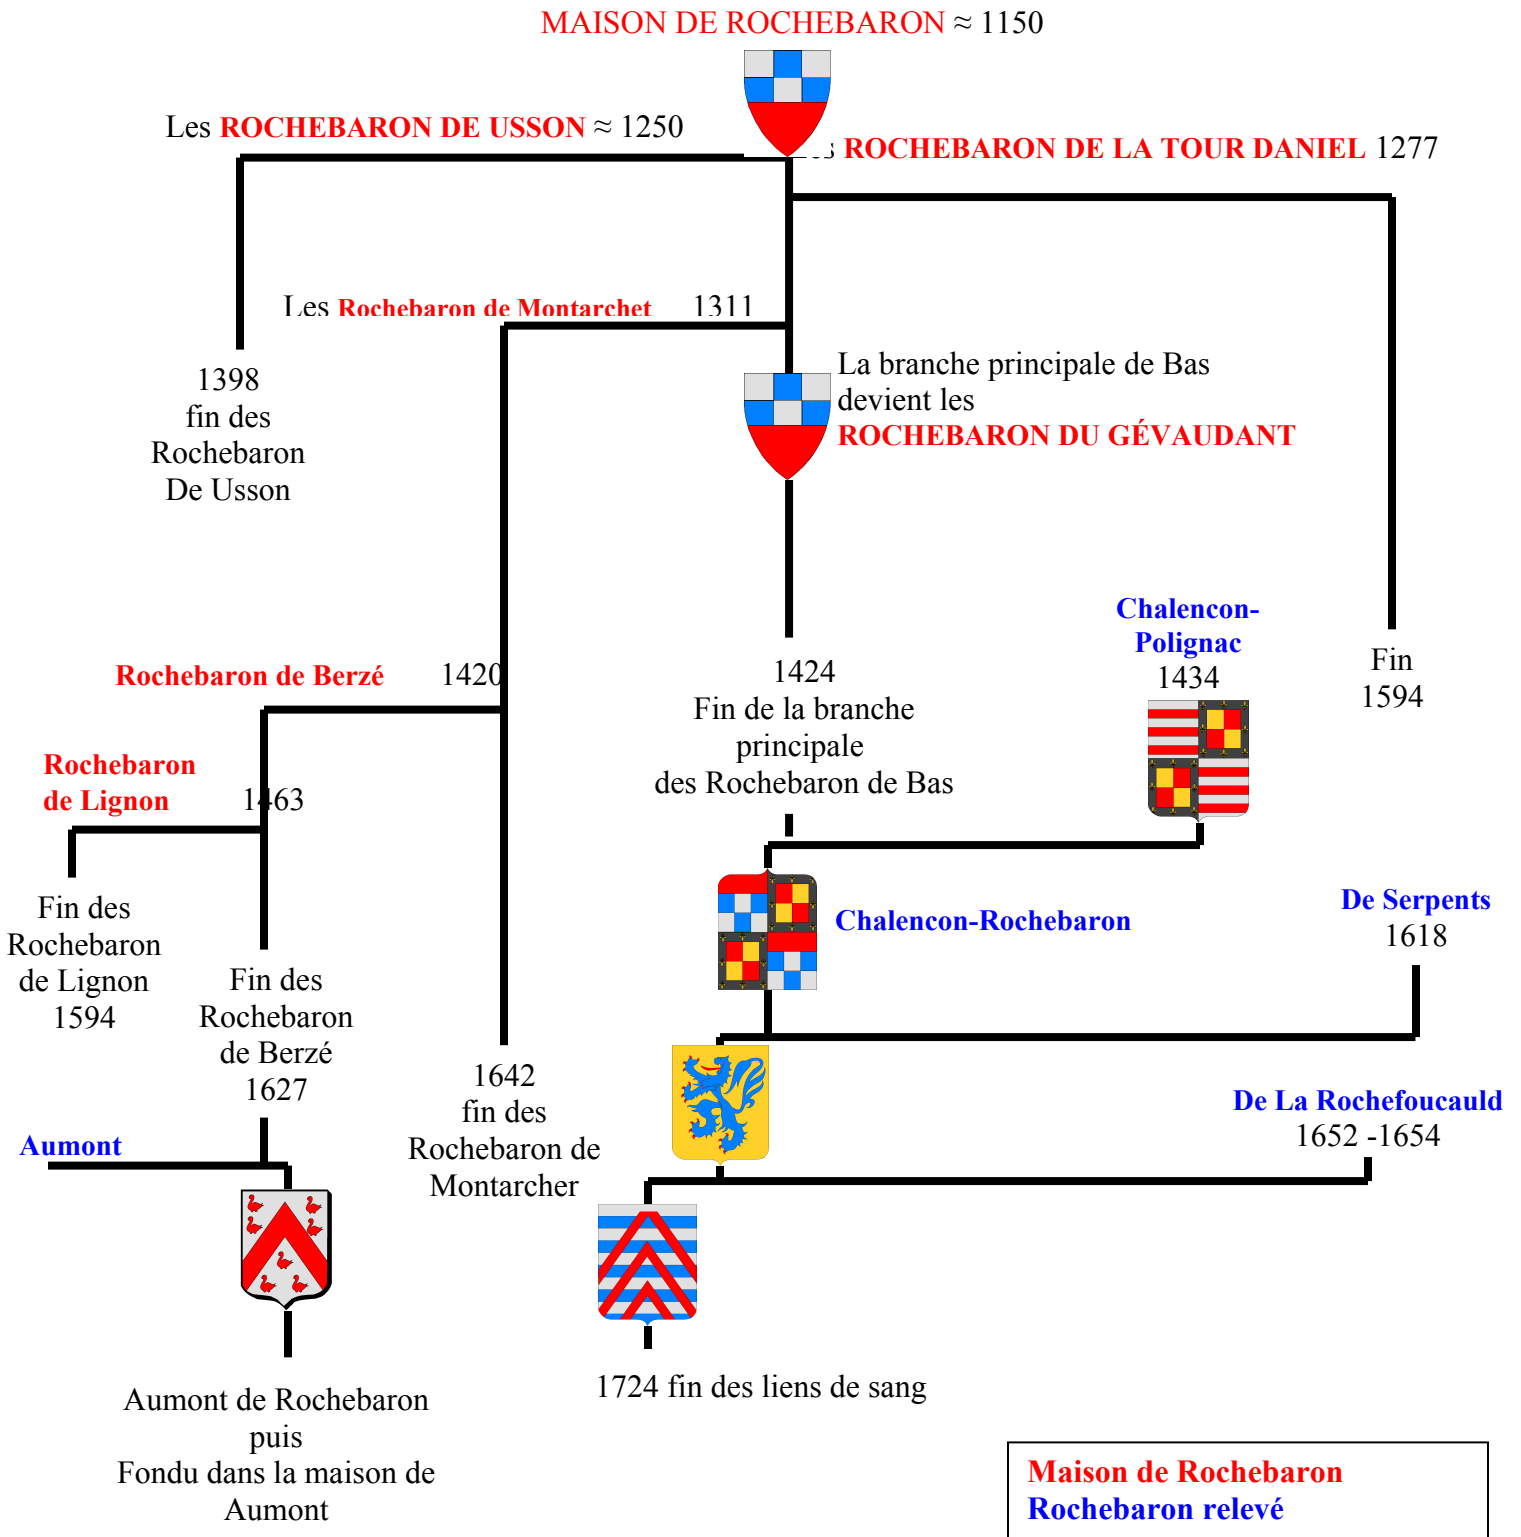 MAISON DE ROCHEBARON ≈ 1150
Les ROCHEBARON DE USSON ≈ 1250
ROCHEBARON DE LA TOUR DANIEL 1277
Les Rochebaron de Montarchet 1311
La branche principale de Bas
devient les
ROCHEBARON DU GÉVAUDANT
1398
fin des
Rochebaron
De Usson
Chalencon-
Polignac
1434
Fin
1594
Rochebaron de Berzé 1420
1424
Fin de la branche
principale
des Rochebaron de Bas
Rochebaron
de Lignon 1463
Chalencon-Rochebaron
De Serpents
1618
Fin des
Rochebaron
de Lignon
1594
Fin des
Rochebaron
de Berzé
1627
1642
fin des
Rochebaron de
Montarcher
De La Rochefoucauld
1652 -1654
Aumont
Aumont de Rochebaron
puis
Fondu dans la maison de
Aumont
1724 fin des liens de sang
Maison de Rochebaron
Rochebaron relevé